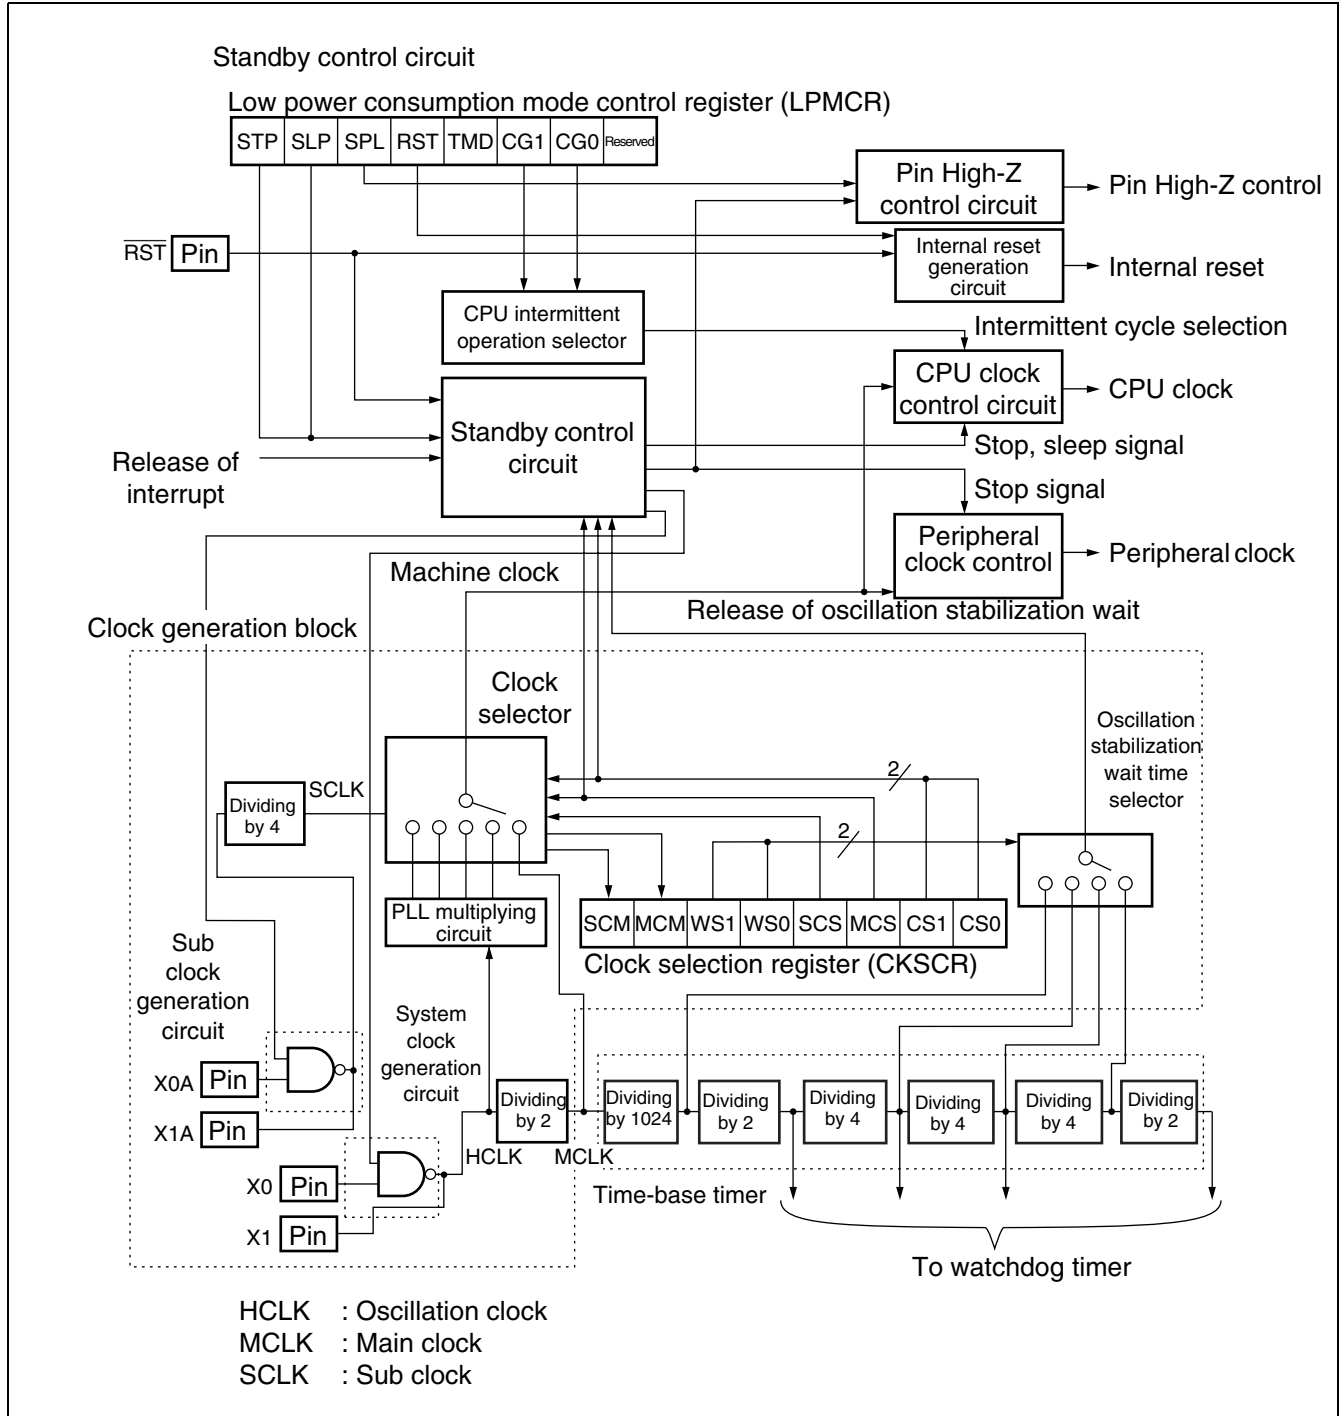 Standby control circuit
Low power consumption mode control register (LPMCR)
STP SLP SPL RST TMD CG1 CG0 Reserved
Pin High-Z
control circuit
Pin High-Z control
RST Pin
Internal reset
generation
circuit
Internal reset
CPU intermittent
operation selector
Intermittent cycle selection
CPU clock
control circuit
CPU clock
Standby control
circuit
Stop, sleep signal
Release of
interrupt
Stop signal
Peripheral
clock control
Peripheral clock
Machine clock
Release of oscillation stabilization wait
Clock generation block
Clock
selector
Oscillation
stabilization
wait time
selector
2
SCLK
Dividing
by 4
2
PLL multiplying
circuit
SCM MCM WS1 WS0 SCS MCS CS1 CS0
Clock selection register (CKSCR)
Sub
clock
generation
circuit
System
clock
generation
circuit
X0A Pin
X1A Pin
Dividing
by 2
Dividing
by 1024
Dividing
by 2
Dividing
by 4
Dividing
by 4
Dividing
by 4
Dividing
by 2
HCLK
MCLK
X0 Pin
X1 Pin
Time-base timer
To watchdog timer
HCLK : Oscillation clock
MCLK : Main clock
SCLK : Sub clock